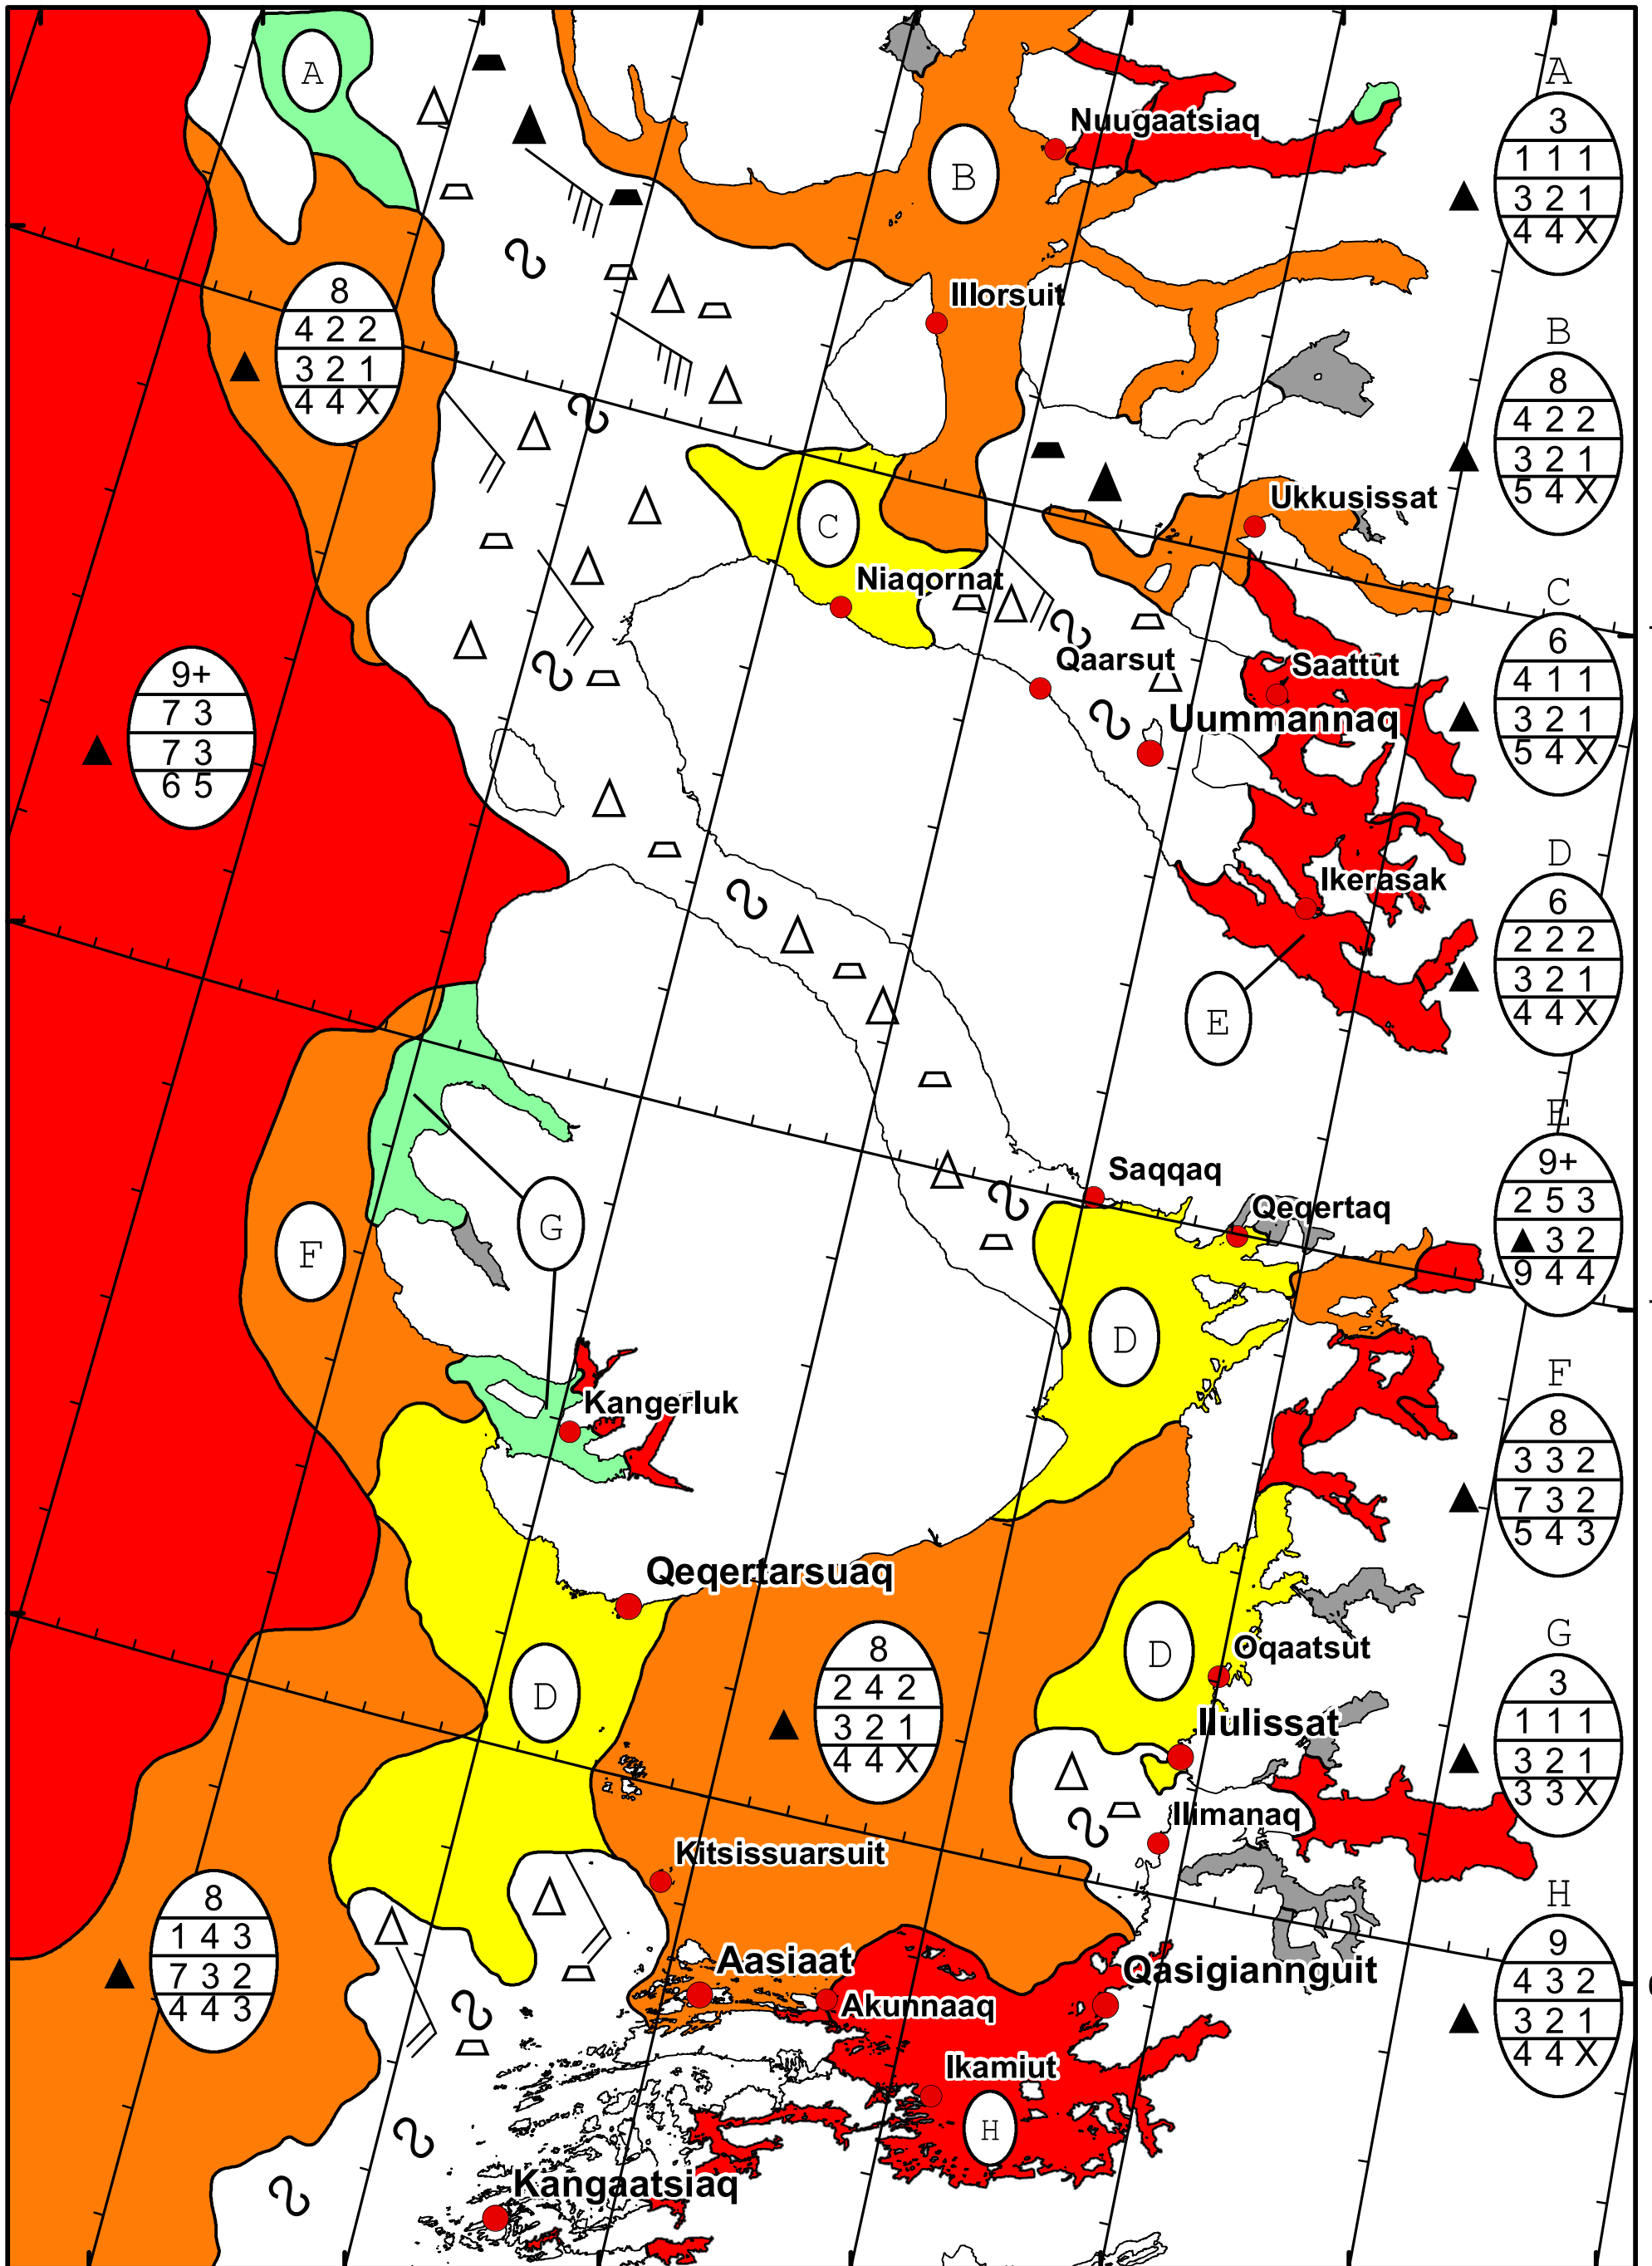 A
A
3
1 1 1
3 2 1
4 4 X
Nuugaatsiaq
B
8
4 2 2
3 2 1
4 4 X
Illorsuit
B
8
4 2 2
3 2 1
5 4 X
Ukkusissat
C
Niaqornat
C
6
4 1 1
3 2 1
5 4 X
Qaarsut
Saattut
Uummannaq
9+
7 3
7 3
6 5
D
6
2 2 2
3 2 1
4 4 X
Ikerasak
E
E
9+
2 5 3
▲ 3 2
9 4 4
Saqqaq
Qeqertaq
F
G
D
F
8
3 3 2
7 3 2
5 4 3
Kangerluk
Qeqertarsuaq
G
3
1 1 1
3 2 1
3 3 X
D
8
2 4 2
3 2 1
4 4 X
D
Oqaatsut
Ilulissat
Ilimanaq
Kitsissuarsuit
8
1 4 3
7 3 2
4 4 3
H
9
4 3 2
3 2 1
4 4 X
Aasiaat
Akunnaaq
Qasigiannguit
Ikamiut
H
Kangaatsiaq